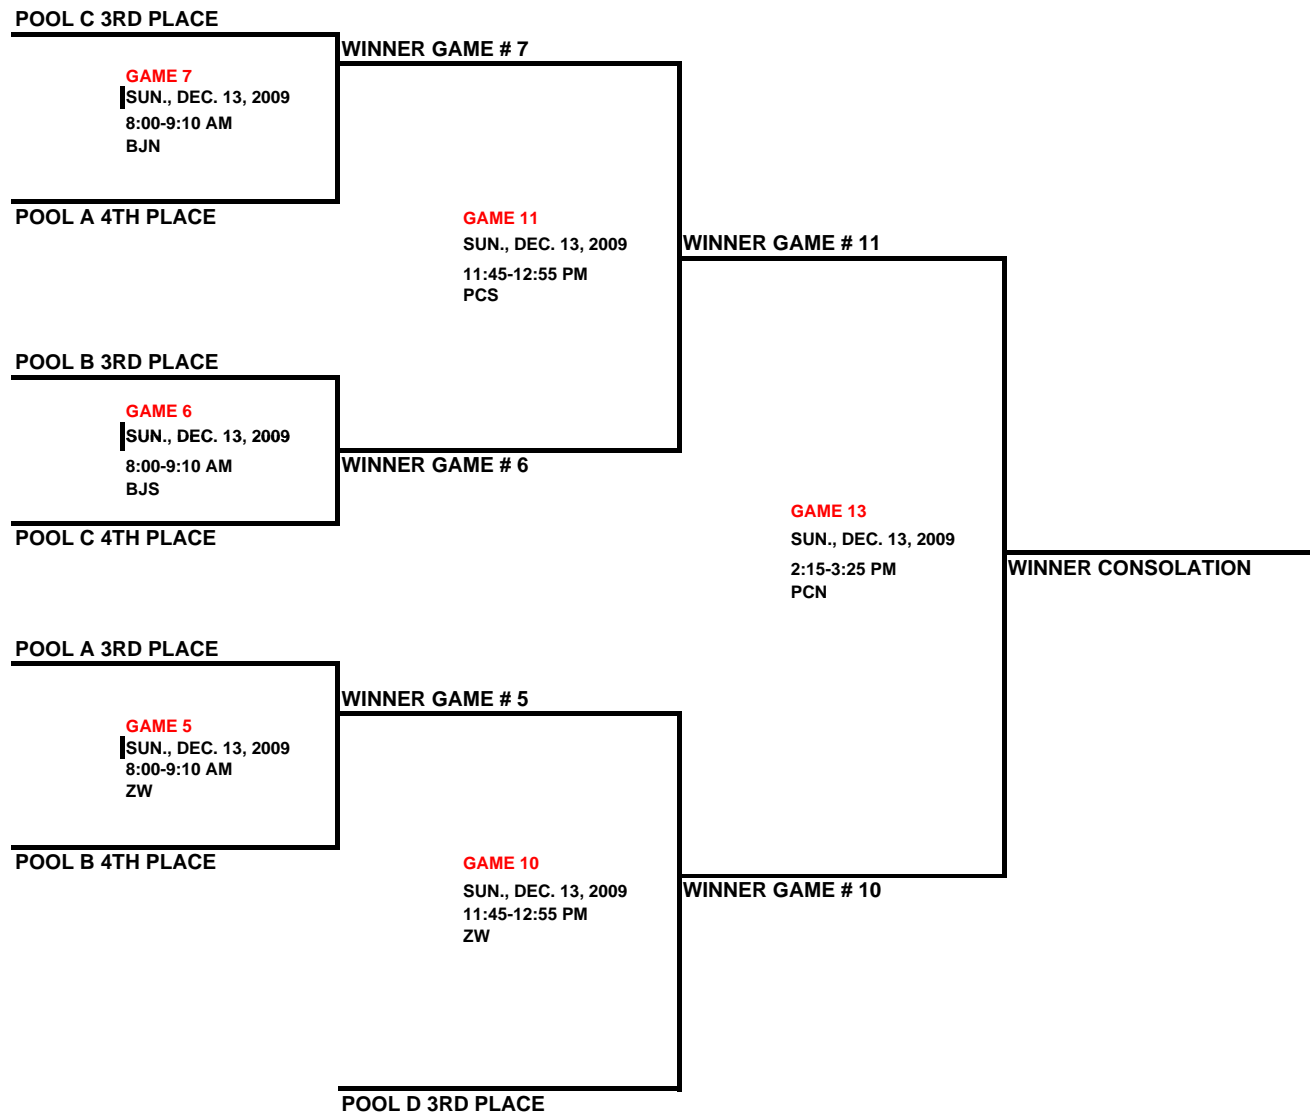 POOL C 3RD PLACE
WINNER GAME # 7
GAME 7
SUN., DEC. 13, 2009
8:00-9:10 AM
BJN
POOL A 4TH PLACE
GAME 11
SUN., DEC. 13, 2009
11:45-12:55 PM
PCS
WINNER GAME # 11
POOL B 3RD PLACE
GAME 6
SUN., DEC. 13, 2009
8:00-9:10 AM
BJS
WINNER GAME # 6
POOL C 4TH PLACE
GAME 13
SUN., DEC. 13, 2009
2:15-3:25 PM
PCN
WINNER CONSOLATION
POOL A 3RD PLACE
WINNER GAME # 5
GAME 5
SUN., DEC. 13, 2009
8:00-9:10 AM
ZW
POOL B 4TH PLACE
GAME 10
SUN., DEC. 13, 2009
11:45-12:55 PM
ZW
WINNER GAME # 10
POOL D 3RD PLACE